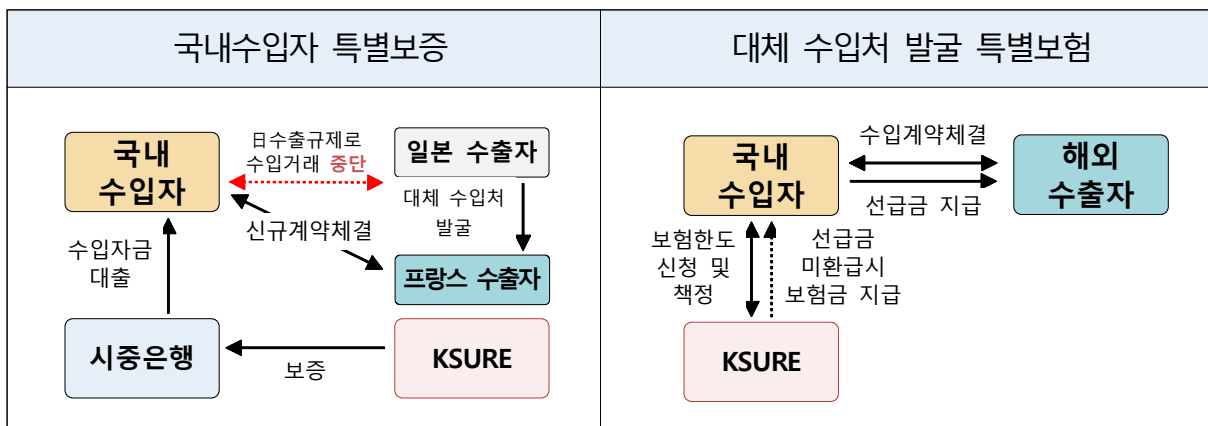 국내수입자 특별보증
국내
수입자
日수출규제로
수입거래 중단
일본 수출자
대체 수입처
발굴
신규계약체결
프랑스 수출자
수입자금
대출
시중은행
보증
KSURE
대체 수입처 발굴 특별보험
국내
수입자
수입계약체결
선급금 지급
해외
수출자
보험한도
신청 및
책정
선급금
미환급시
보험금 지급
KSURE